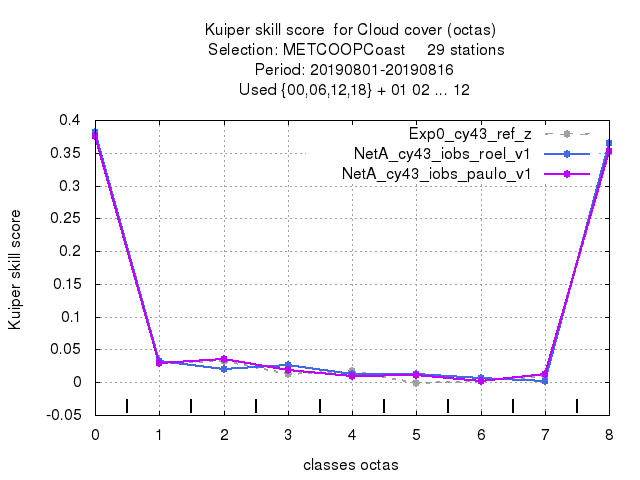 Kuiper skill score  for Cloud cover (octas)
Selection: METCOOPCoast     29 stations
Period: 20190801-20190816
Used {00,06,12,18} + 01 02 ... 12
Exp0_cy43_ref_z
NetA_cy43_iobs_roel_v1
NetA_cy43_iobs_paulo_v1
0.4
0.35
0.3
0.25
0.2
0.15
0.1
0.05
0
-0.05
Kuiper skill score
0 1 2 3 4 5 6 7 8
classes octas